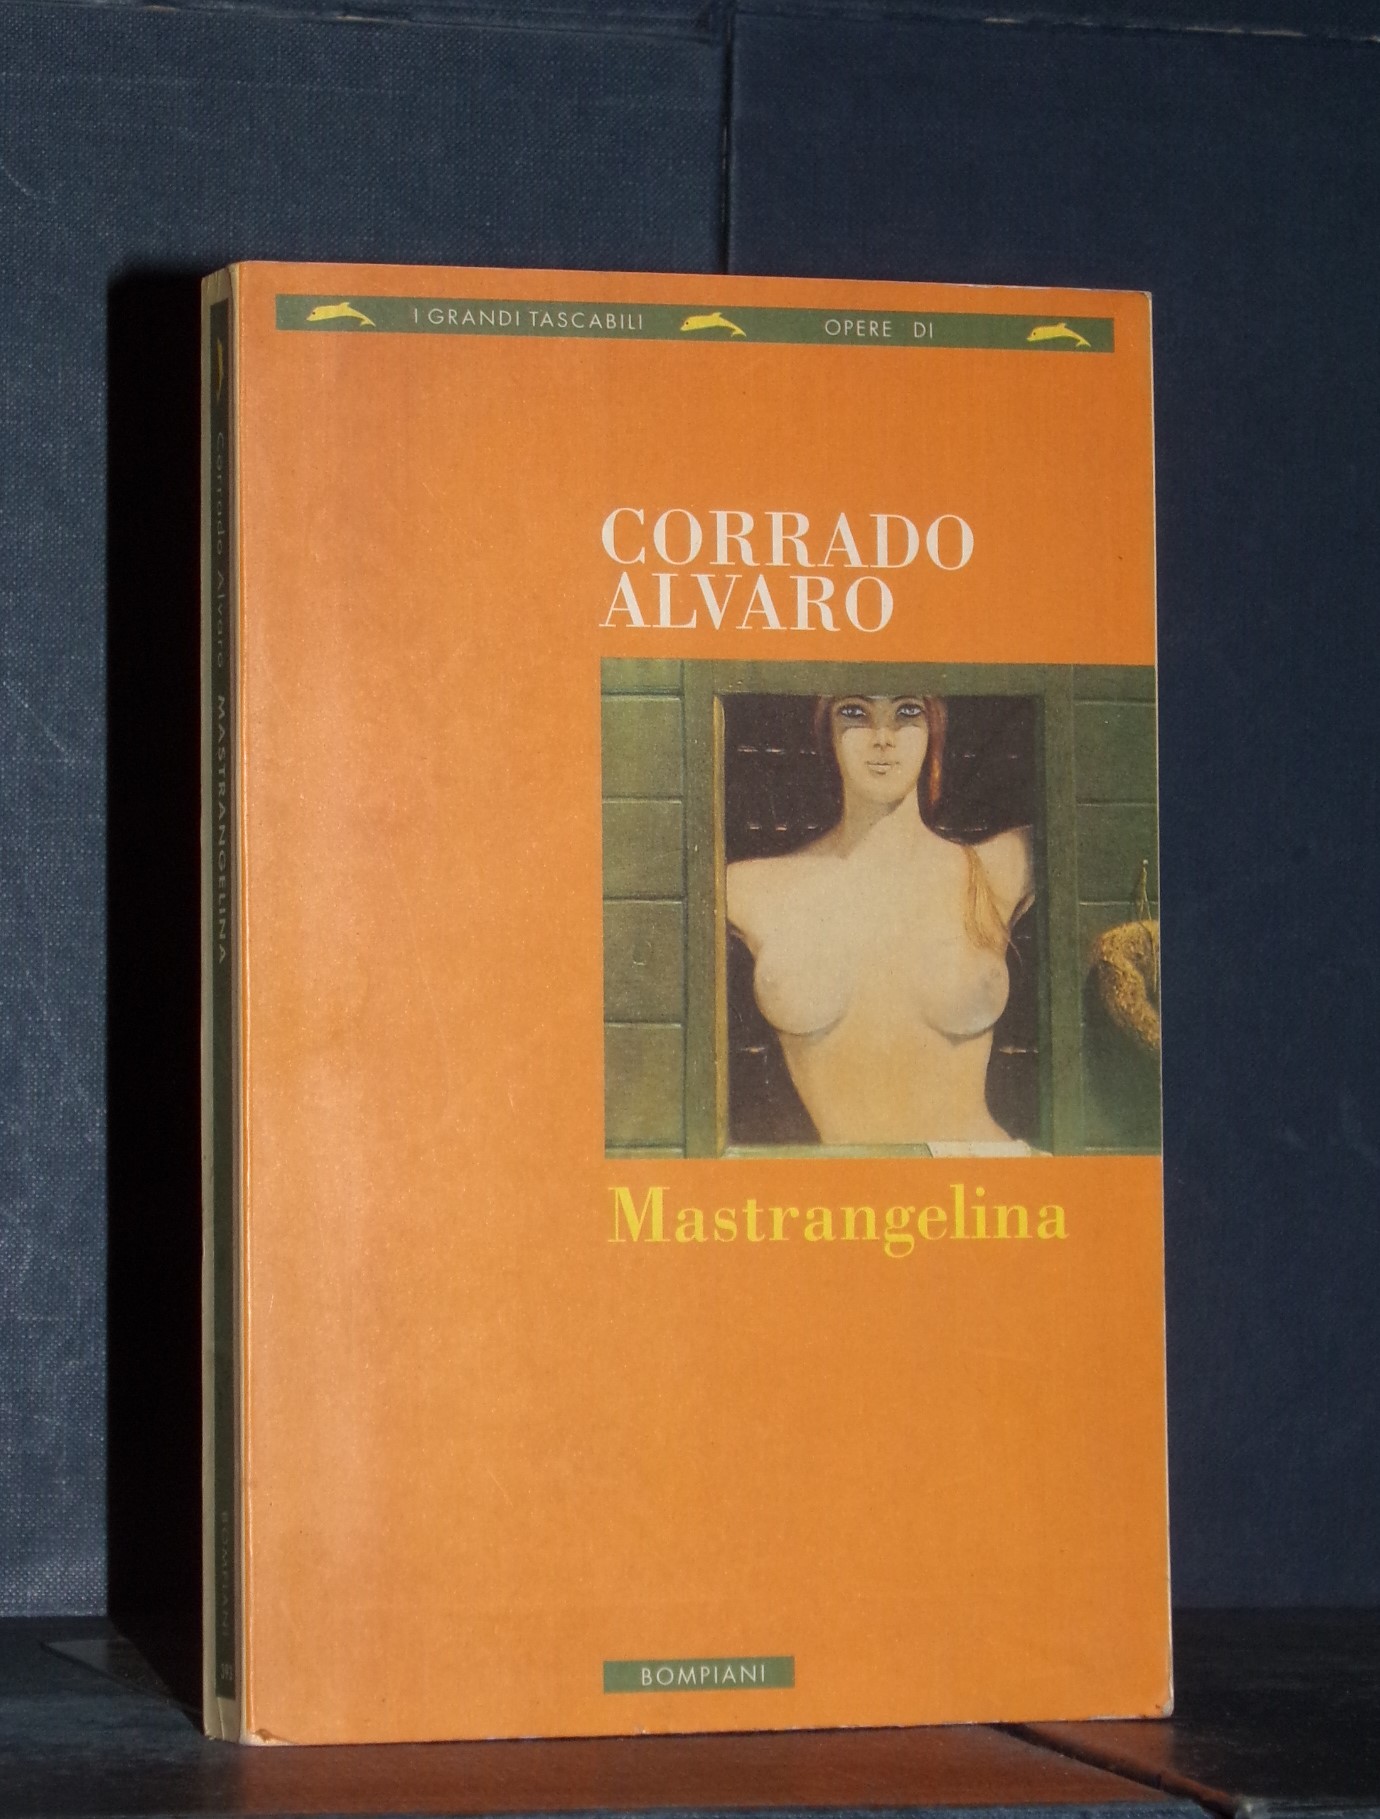 I GRANDI TASCABILI OPERE DI
CORRADO
ALVARO
Mastrangelina
BOMPIANI
Corrado Alvaro MASTRANGELINA BOMPIANI